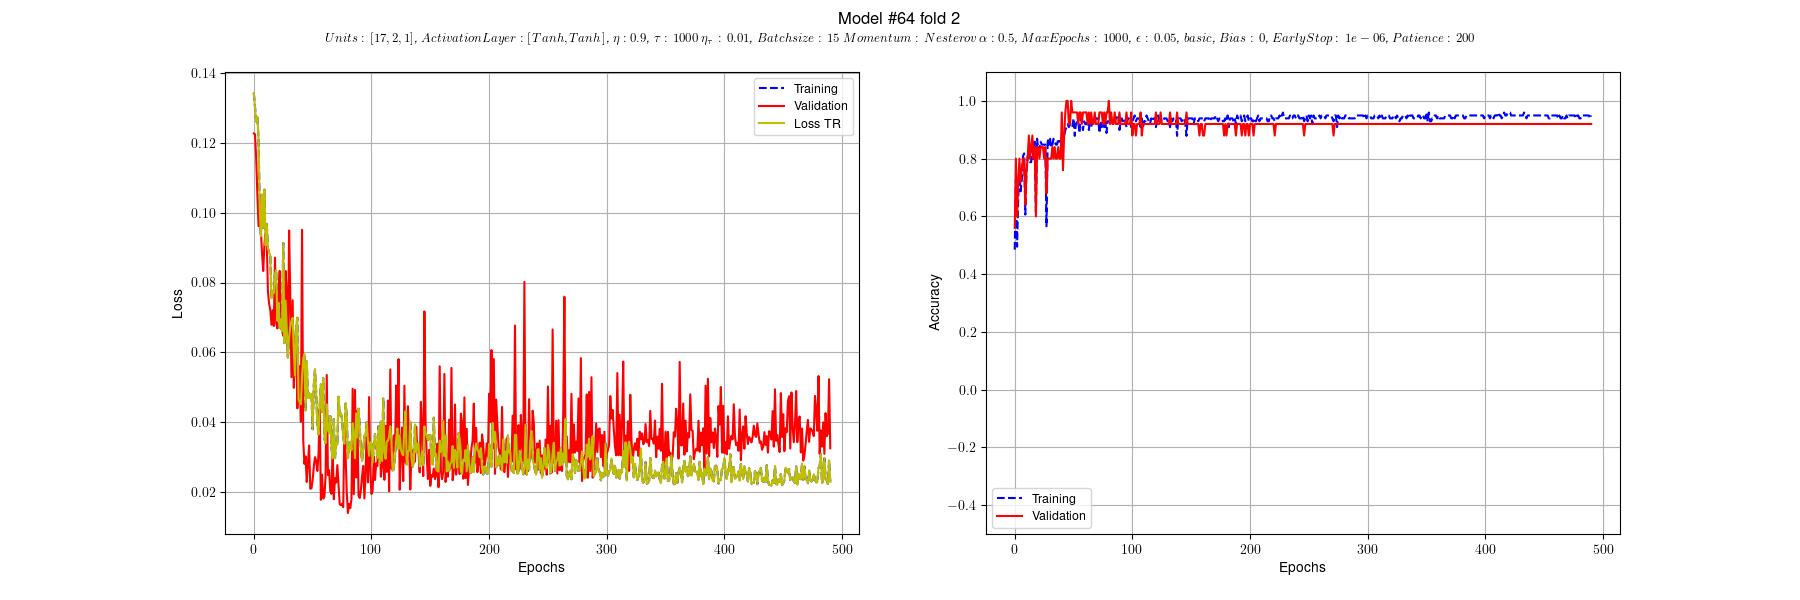 Model #64 fold 2
Units : [17, 2, 1], ActivationLayer : [Tanh, Tanh], η : 0.9, τ : 1000 η_τ : 0.01, Batchsize : 15 Momentum : Nesterov α : 0.5, MaxEpochs : 1000, ϵ : 0.05, basic, Bias : 0, EarlyStop : 1e − 06, Patience : 200
0.14
0.12
0.10
0.08
0.06
0.04
0.02
Loss
Training
Validation
Loss TR
0 100 200 300 400 500
Epochs
1.0
0.8
0.6
0.4
0.2
0.0
−0.2
−0.4
Accuracy
Training
Validation
0 100 200 300 400 500
Epochs